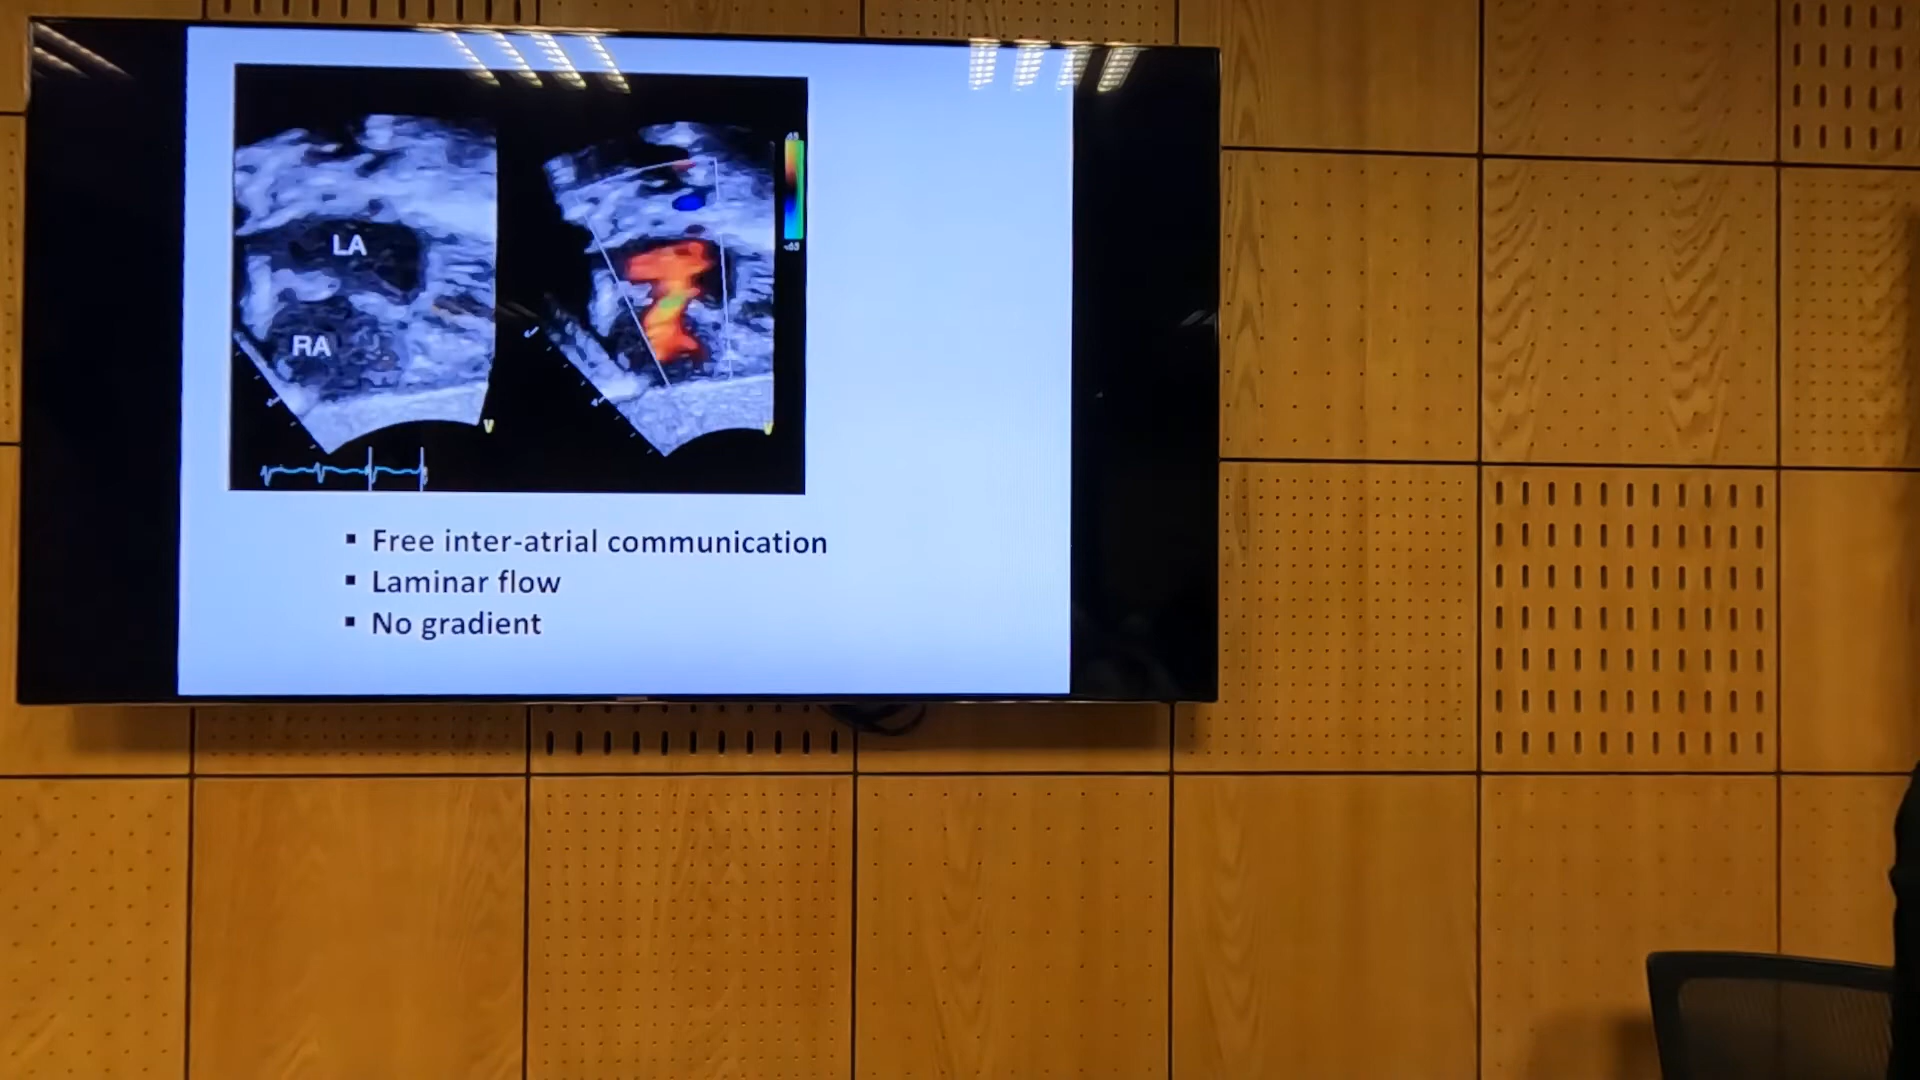 LA
RA
V
V
▪ Free inter-atrial communication
▪ Laminar flow
▪ No gradient